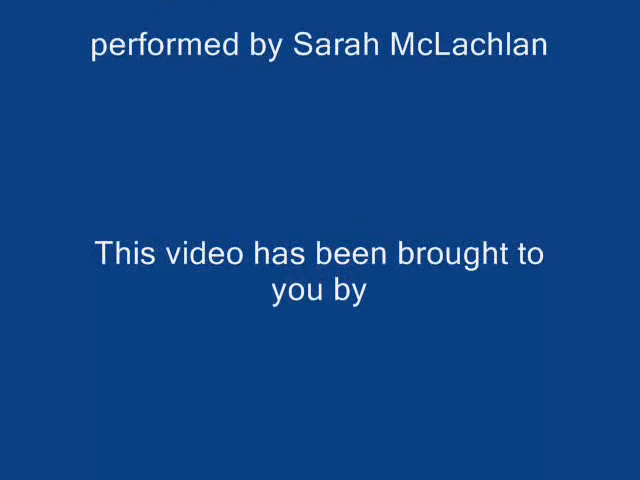 performed by Sarah McLachlan
This video has been brought to
you by